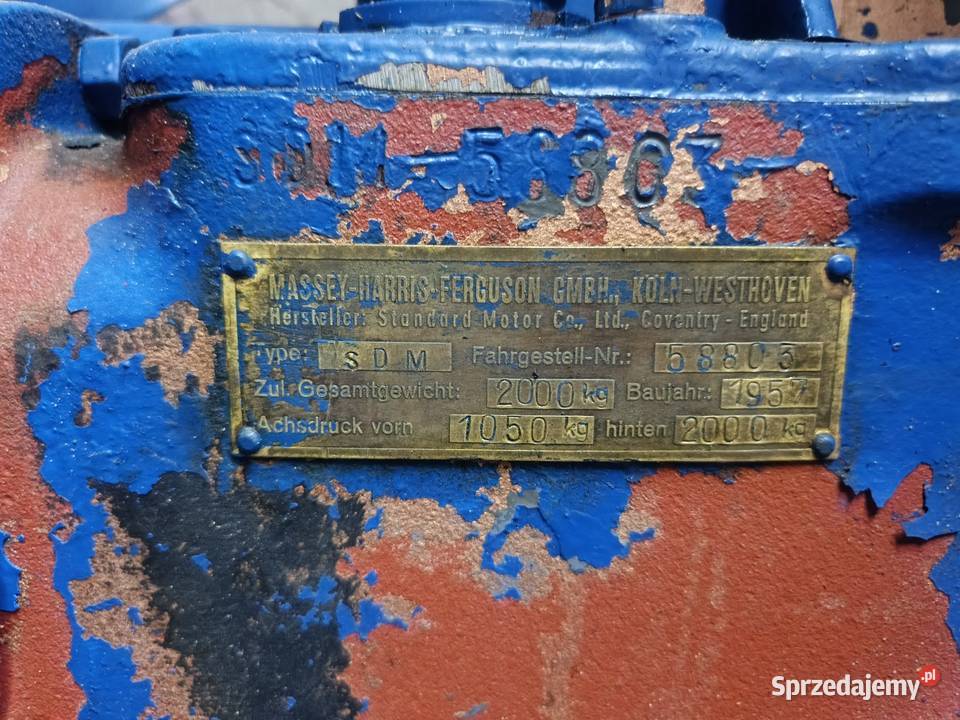 SDM-58803-
MASSEY-HARRIS-FERGUSON GMBH., KÖLN-WESTHOVEN
Hersteller: Standard Motor Co., Ltd., Coventry - England
Type: SDM Fahrgestell-Nr.: 58803
Zul. Gesamtgewicht: 2000 kg Baujahr: 1957
Achsdruck vorn 1050 kg hinten 2000 kg
Sprzedajemy.pl